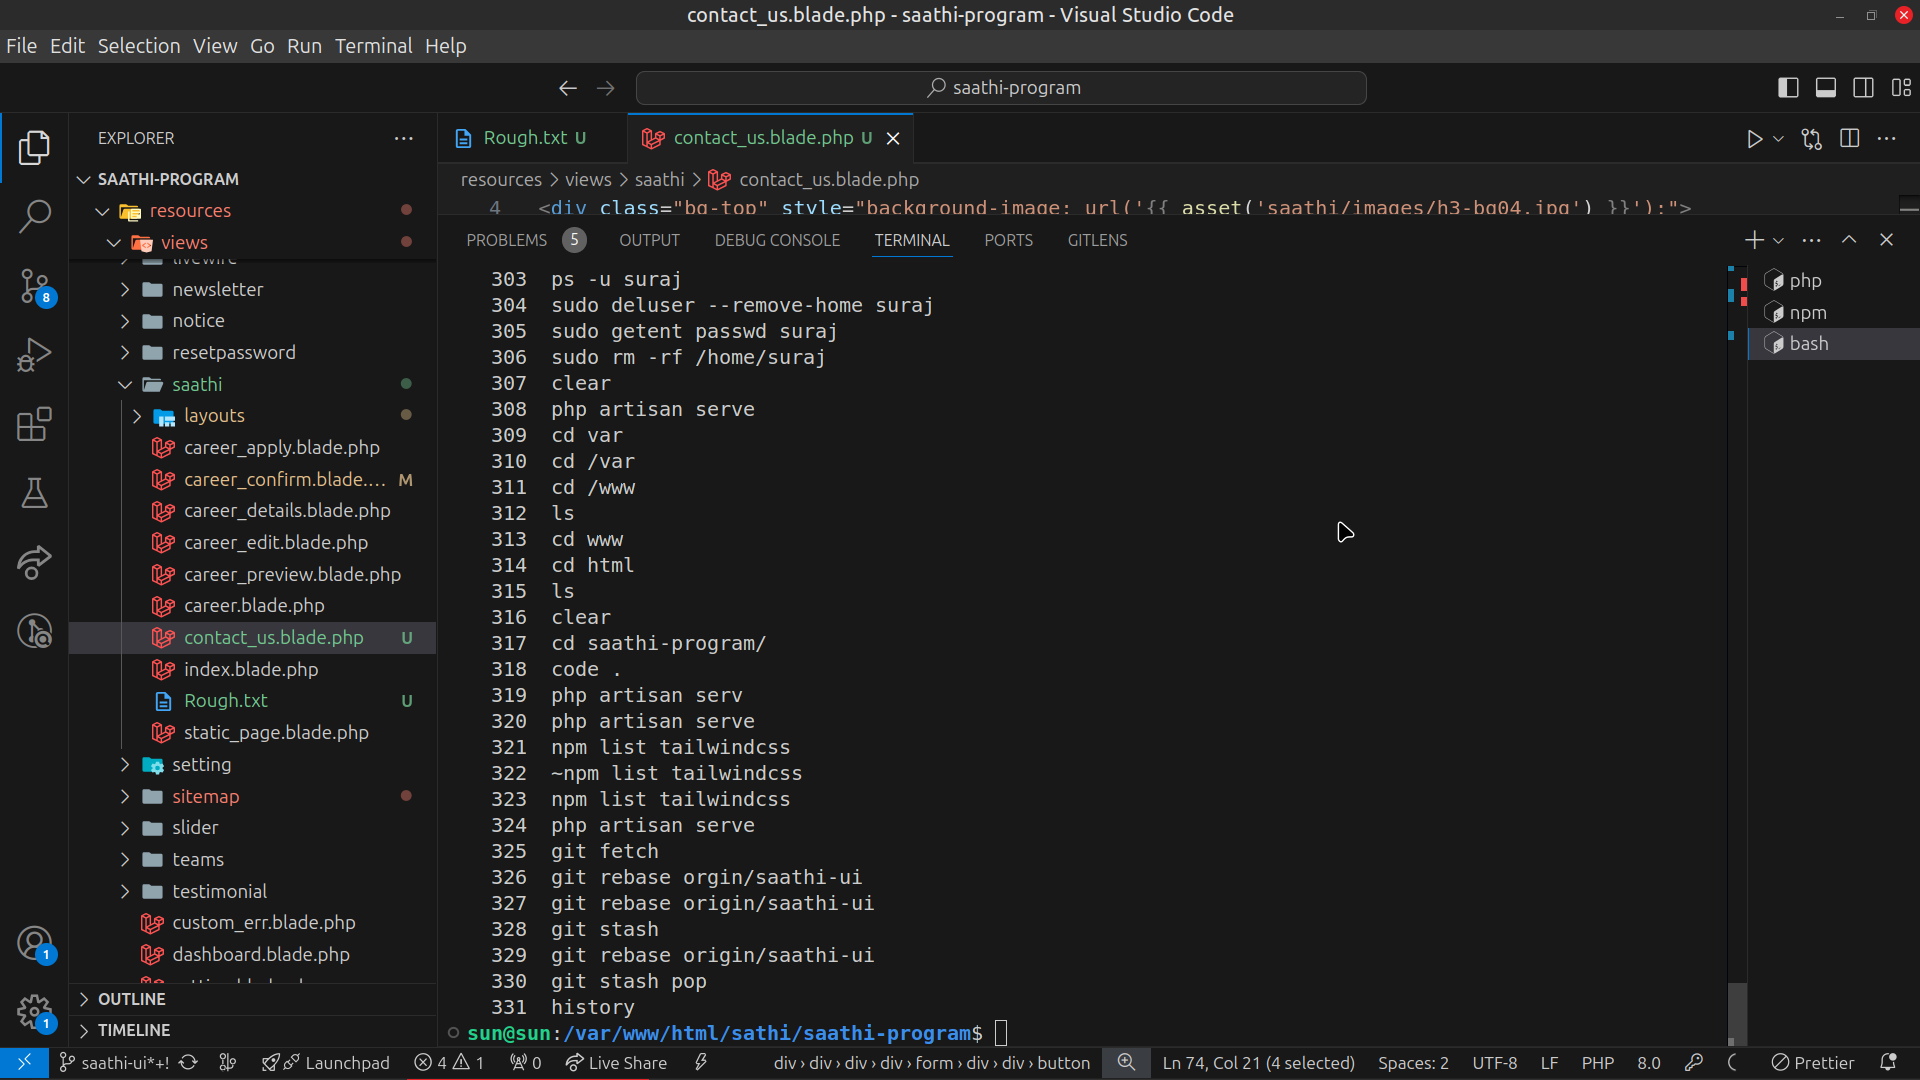 contact_us.blade.php - saathi-program - Visual Studio Code
File Edit Selection View Go Run Terminal Help
saathi-program
EXPLORER
SAATHI-PROGRAM
resources
views
livewire
newsletter
notice
resetpassword
saathi
layouts
career_apply.blade.php
career_confirm.blade.... M
career_details.blade.php
career_edit.blade.php
career_preview.blade.php
career.blade.php
contact_us.blade.php U
index.blade.php
Rough.txt U
static_page.blade.php
setting
sitemap
slider
teams
testimonial
custom_err.blade.php
dashboard.blade.php
OUTLINE
TIMELINE
8
1
1
Rough.txt U
contact_us.blade.php U
resources > views > saathi > contact_us.blade.php
4 <div class="bg-top" style="background-image: url('{{ asset('saathi/images/h3-bg04.jpg') }}');">
PROBLEMS 5 OUTPUT DEBUG CONSOLE TERMINAL PORTS GITLENS
303 ps -u suraj
304 sudo deluser --remove-home suraj
305 sudo getent passwd suraj
306 sudo rm -rf /home/suraj
307 clear
308 php artisan serve
309 cd var
310 cd /var
311 cd /www
312 ls
313 cd www
314 cd html
315 ls
316 clear
317 cd saathi-program/
318 code .
319 php artisan serv
320 php artisan serve
321 npm list tailwindcss
322 ~npm list tailwindcss
323 npm list tailwindcss
324 php artisan serve
325 git fetch
326 git rebase orgin/saathi-ui
327 git rebase origin/saathi-ui
328 git stash
329 git rebase origin/saathi-ui
330 git stash pop
331 history
sun@sun:/var/www/html/sathi/saathi-program$
php
npm
bash
saathi-ui*+! Launchpad 4 1 0 Live Share div › div › div › div › form › div › div › button Ln 74, Col 21 (4 selected) Spaces: 2 UTF-8 LF PHP 8.0 Prettier